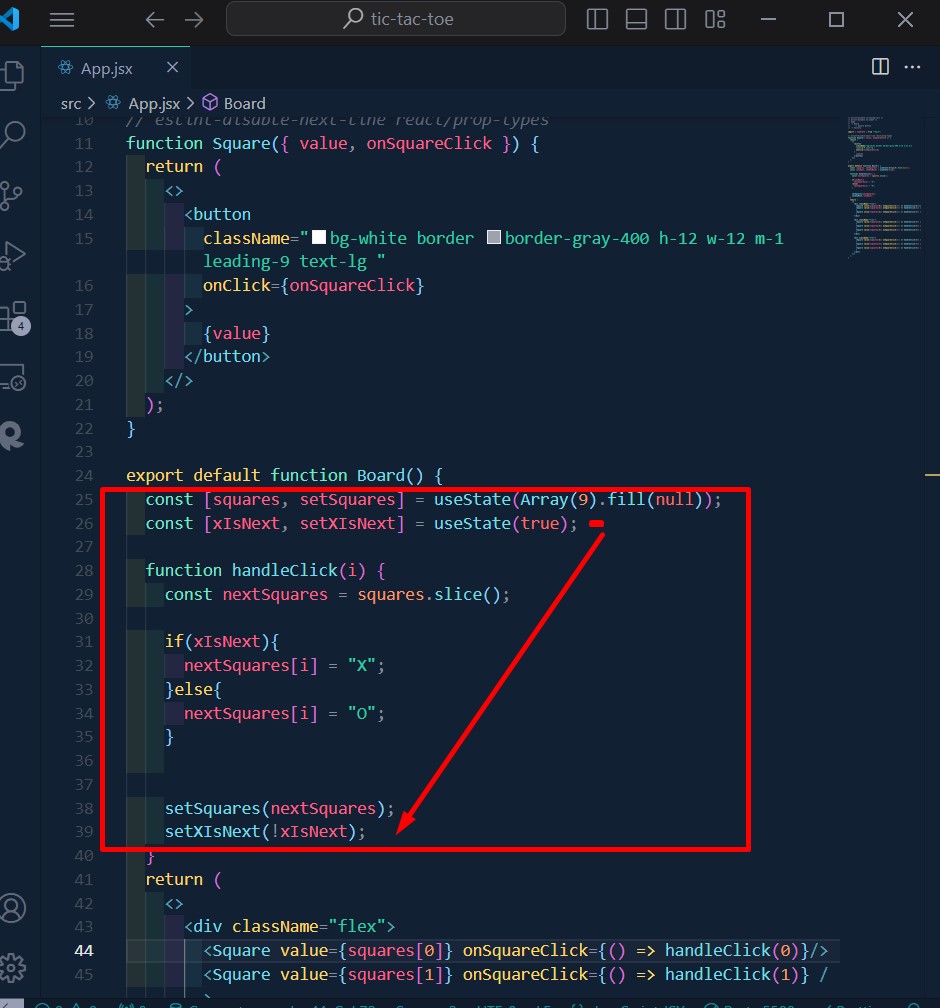 tic-tac-toe
App.jsx
src > App.jsx > Board
10 // eslint-disable-next-line react/prop-types
11 function Square({ value, onSquareClick }) {
12 return (
13 <>
14 <button
15 className="bg-white border border-gray-400 h-12 w-12 m-1
leading-9 text-lg "
16 onClick={onSquareClick}
17 >
18 {value}
19 </button>
20 </>
21 );
22 }
23
24 export default function Board() {
25 const [squares, setSquares] = useState(Array(9).fill(null));
26 const [xIsNext, setXIsNext] = useState(true);
27
28 function handleClick(i) {
29 const nextSquares = squares.slice();
30
31 if(xIsNext){
32 nextSquares[i] = "X";
33 }else{
34 nextSquares[i] = "O";
35 }
36
37
38 setSquares(nextSquares);
39 setXIsNext(!xIsNext);
40 }
41 return (
42 <>
43 <div className="flex">
44 <Square value={squares[0]} onSquareClick={() => handleClick(0)}/>
45 <Square value={squares[1]} onSquareClick={() => handleClick(1)} /
>
4